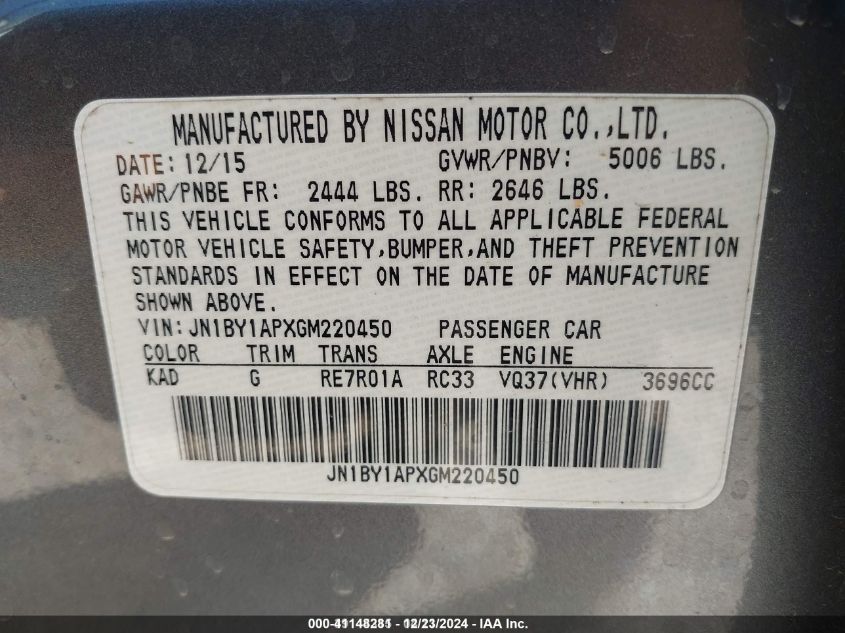 MANUFACTURED BY NISSAN MOTOR CO.,LTD.
DATE: 12/15 GVWR/PNBV: 5006 LBS.
GAWR/PNBE FR: 2444 LBS. RR: 2646 LBS.
THIS VEHICLE CONFORMS TO ALL APPLICABLE FEDERAL
MOTOR VEHICLE SAFETY,BUMPER,AND THEFT PREVENTION
STANDARDS IN EFFECT ON THE DATE OF MANUFACTURE
SHOWN ABOVE.
VIN: JN1BY1APXGM220450 PASSENGER CAR
COLOR TRIM TRANS AXLE ENGINE
KAD G RE7R01A RC33 VQ37(VHR) 3696CC
JN1BY1APXGM220450
- 12/23/2024 - IAA Inc.